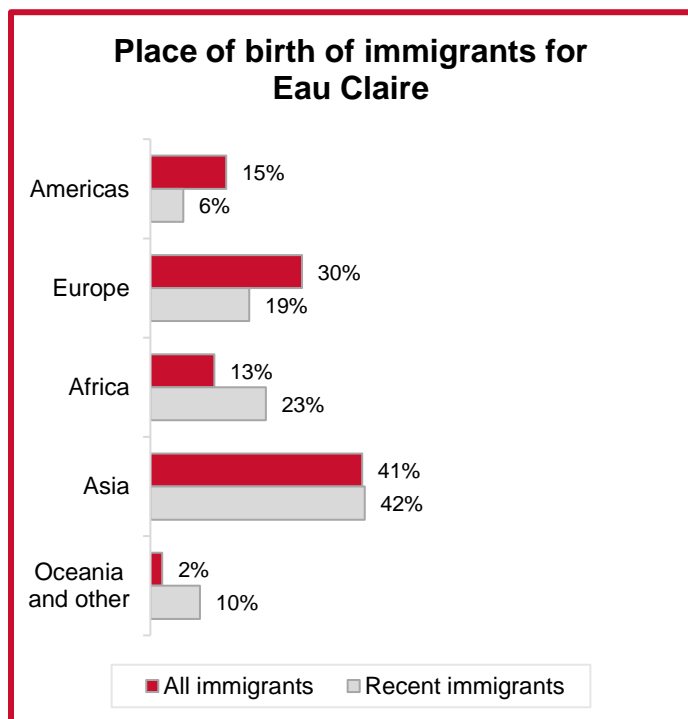 Place of birth of immigrants for
Eau Claire
Americas
15%
6%
Europe
30%
19%
Africa
13%
23%
Asia
41%
42%
Oceania
and other
2%
10%
All immigrants
Recent immigrants